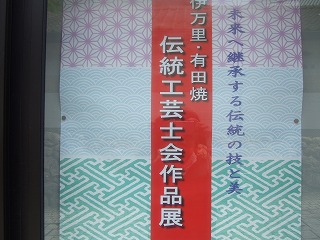 未来へ継承する伝統の技と美
伊万里・有田焼
伝統工芸士会作品展